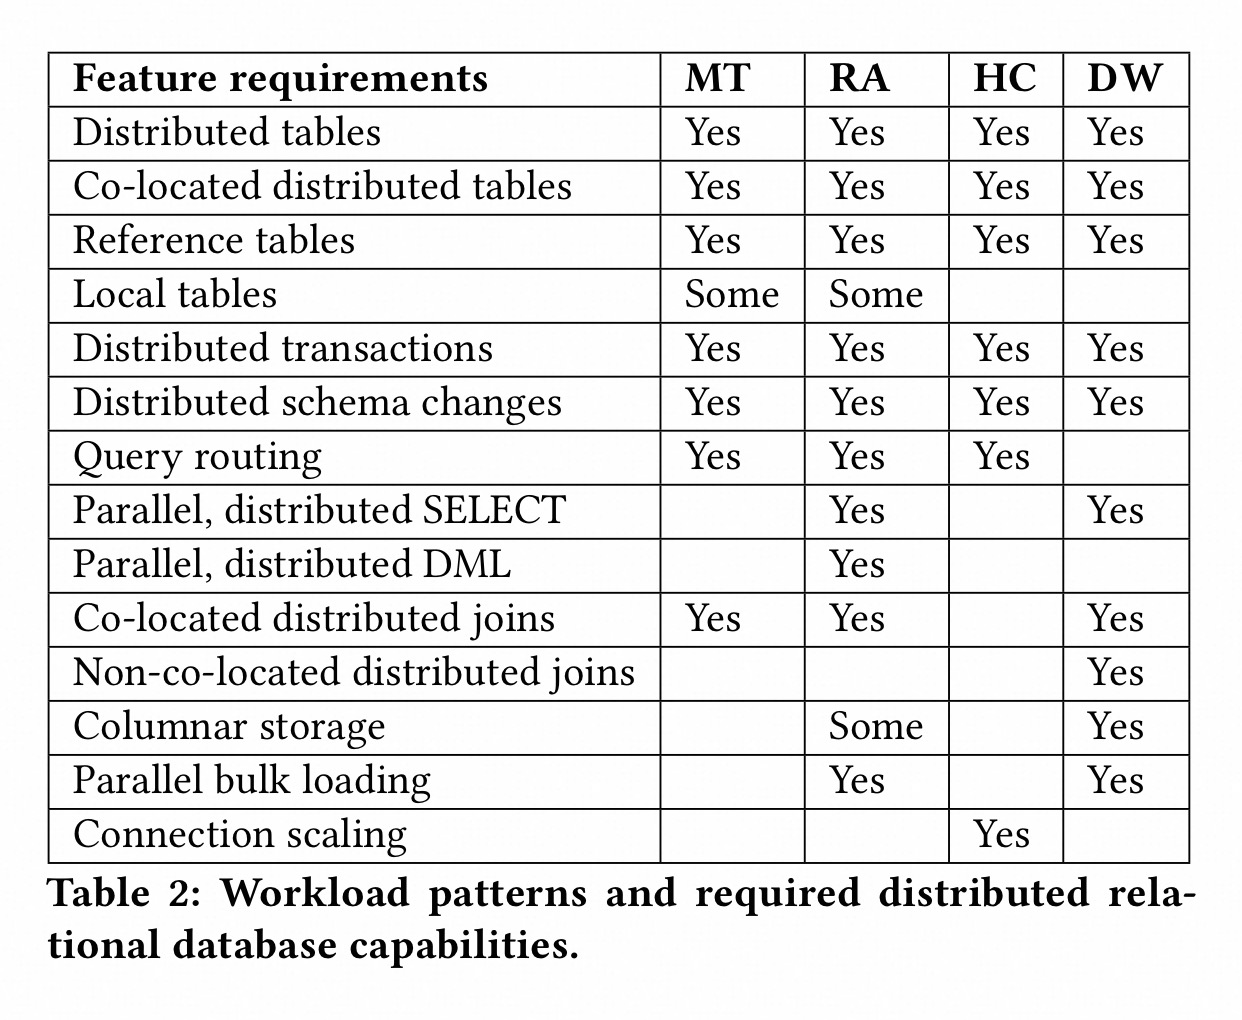 Feature requirements MT RA HC DW
Distributed tables Yes Yes Yes Yes
Co-located distributed tables Yes Yes Yes Yes
Reference tables Yes Yes Yes Yes
Local tables Some Some
Distributed transactions Yes Yes Yes Yes
Distributed schema changes Yes Yes Yes Yes
Query routing Yes Yes Yes
Parallel, distributed SELECT Yes Yes
Parallel, distributed DML Yes
Co-located distributed joins Yes Yes Yes
Non-co-located distributed joins Yes
Columnar storage Some Yes
Parallel bulk loading Yes Yes
Connection scaling Yes
Table 2: Workload patterns and required distributed rela-
tional database capabilities.